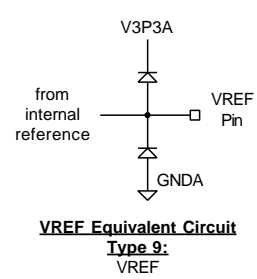 V3P3A
from
internal
reference
VREF
Pin
GNDA
VREF Equivalent Circuit
Type 9:
VREF